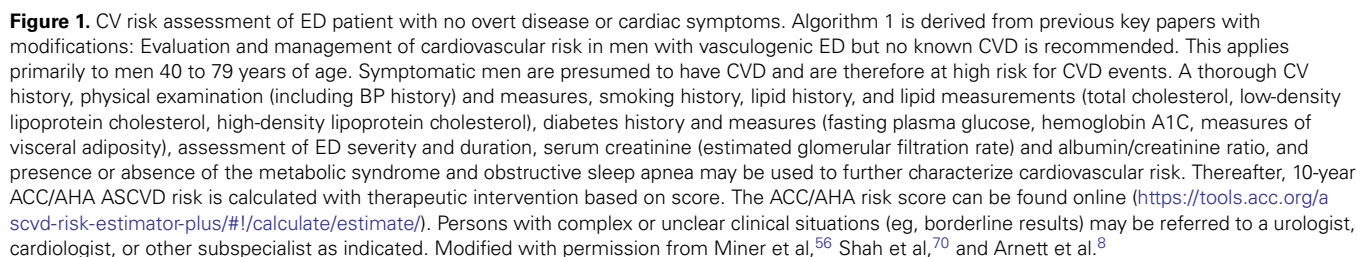 Figure 1. CV risk assessment of ED patient with no overt disease or cardiac symptoms. Algorithm 1 is derived from previous key papers with
modifications: Evaluation and management of cardiovascular risk in men with vasculogenic ED but no known CVD is recommended. This applies
primarily to men 40 to 79 years of age. Symptomatic men are presumed to have CVD and are therefore at high risk for CVD events. A thorough CV
history, physical examination (including BP history) and measures, smoking history, lipid history, and lipid measurements (total cholesterol, low-density
lipoprotein cholesterol, high-density lipoprotein cholesterol), diabetes history and measures (fasting plasma glucose, hemoglobin A1C, measures of
visceral adiposity), assessment of ED severity and duration, serum creatinine (estimated glomerular filtration rate) and albumin/creatinine ratio, and
presence or absence of the metabolic syndrome and obstructive sleep apnea may be used to further characterize cardiovascular risk. Thereafter, 10-year
ACC/AHA ASCVD risk is calculated with therapeutic intervention based on score. The ACC/AHA risk score can be found online (https://tools.acc.org/a
scvd-risk-estimator-plus/#!/calculate/estimate/). Persons with complex or unclear clinical situations (eg, borderline results) may be referred to a urologist,
cardiologist, or other subspecialist as indicated. Modified with permission from Miner et al,56 Shah et al,70 and Arnett et al.8